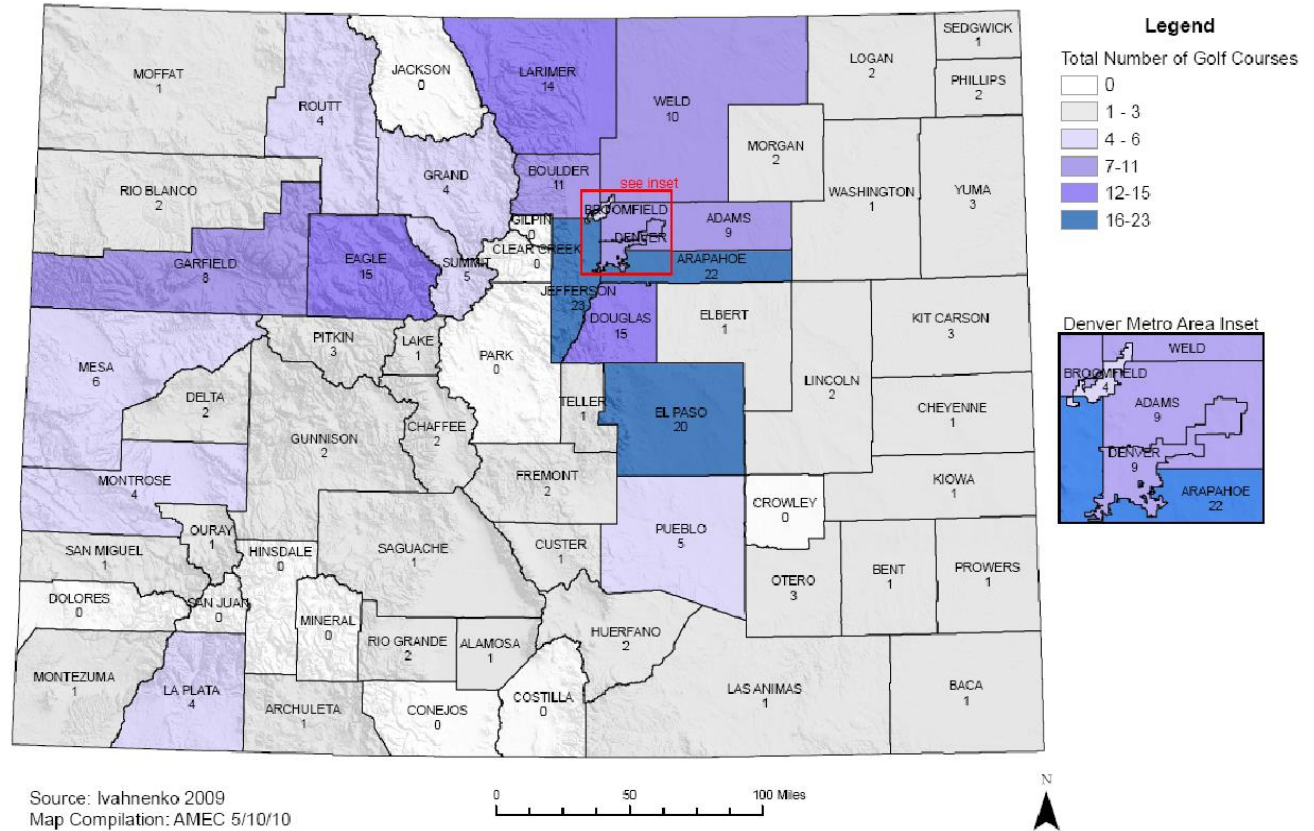 MOFFAT
1
ROUTT
4
JACKSON
0
LARIMER
14
WELD
10
LOGAN
2
SEDGWICK
1
PHILLIPS
2
MORGAN
2
GRAND
4
BOULDER
11
see inset
RIO BLANCO
2
WASHINGTON
1
YUMA
3
BROOMFIELD
ADAMS
9
GILPIN
0
DENVER
CLEAR CREEK
0
GARFIELD
8
EAGLE
15
SUMMIT
5
ARAPAHOE
22
JEFFERSON
23
DOUGLAS
15
ELBERT
1
KIT CARSON
3
PITKIN
3
LAKE
1
PARK
0
MESA
6
LINCOLN
2
DELTA
2
TELLER
1
EL PASO
20
CHEYENNE
1
GUNNISON
2
CHAFFEE
2
MONTROSE
4
FREMONT
2
KIOWA
1
CROWLEY
0
OURAY
1
PUEBLO
5
SAN MIGUEL
1
HINSDALE
0
SAGUACHE
1
CUSTER
1
OTERO
3
BENT
1
PROWERS
1
DOLORES
0
SAN JUAN
0
MINERAL
0
RIO GRANDE
2
ALAMOSA
1
HUERFANO
2
MONTEZUMA
1
LA PLATA
4
ARCHULETA
1
CONEJOS
0
COSTILLA
0
LAS ANIMAS
1
BACA
1
Legend
Total Number of Golf Courses
0
1 - 3
4 - 6
7-11
12-15
16-23
Denver Metro Area Inset
WELD
BROOMFIELD
4
ADAMS
9
DENVER
9
ARAPAHOE
22
Source: Ivahnenko 2009
Map Compilation: AMEC 5/10/10
0 50 100 Miles
N